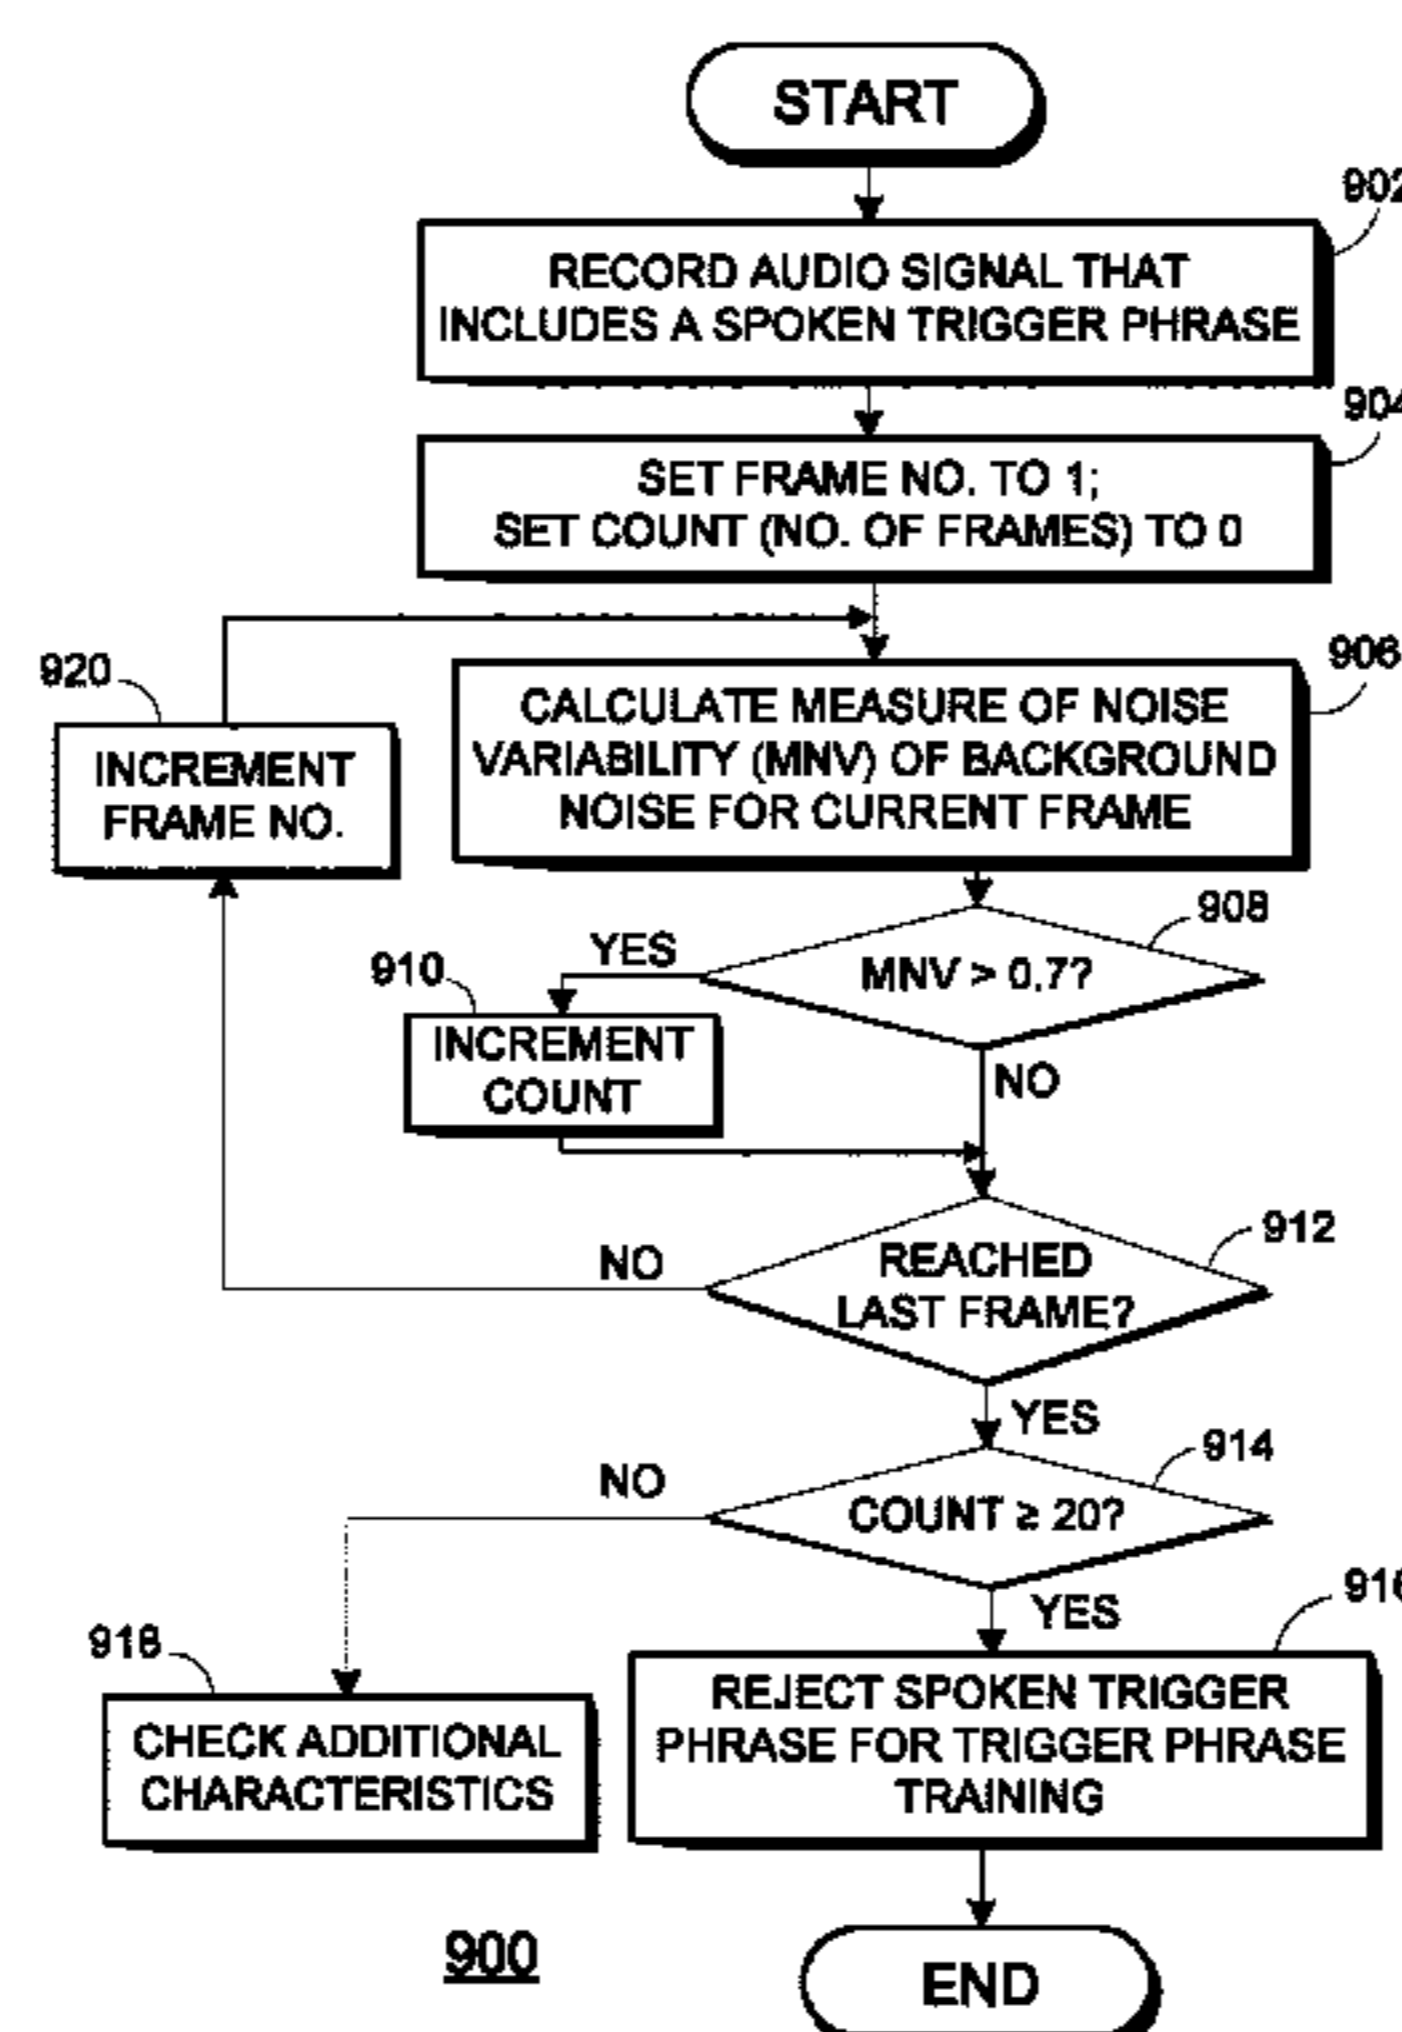 START
902
RECORD AUDIO SIGNAL THAT
INCLUDES A SPOKEN TRIGGER PHRASE
904
SET FRAME NO. TO 1;
SET COUNT (NO. OF FRAMES) TO 0
920
INCREMENT
FRAME NO.
906
CALCULATE MEASURE OF NOISE
VARIABILITY (MNV) OF BACKGROUND
NOISE FOR CURRENT FRAME
908
MNV > 0.7?
YES
NO
910
INCREMENT
COUNT
912
REACHED
LAST FRAME?
NO
YES
914
COUNT ≥ 20?
NO
YES
918
CHECK ADDITIONAL
CHARACTERISTICS
916
REJECT SPOKEN TRIGGER
PHRASE FOR TRIGGER PHRASE
TRAINING
900
END